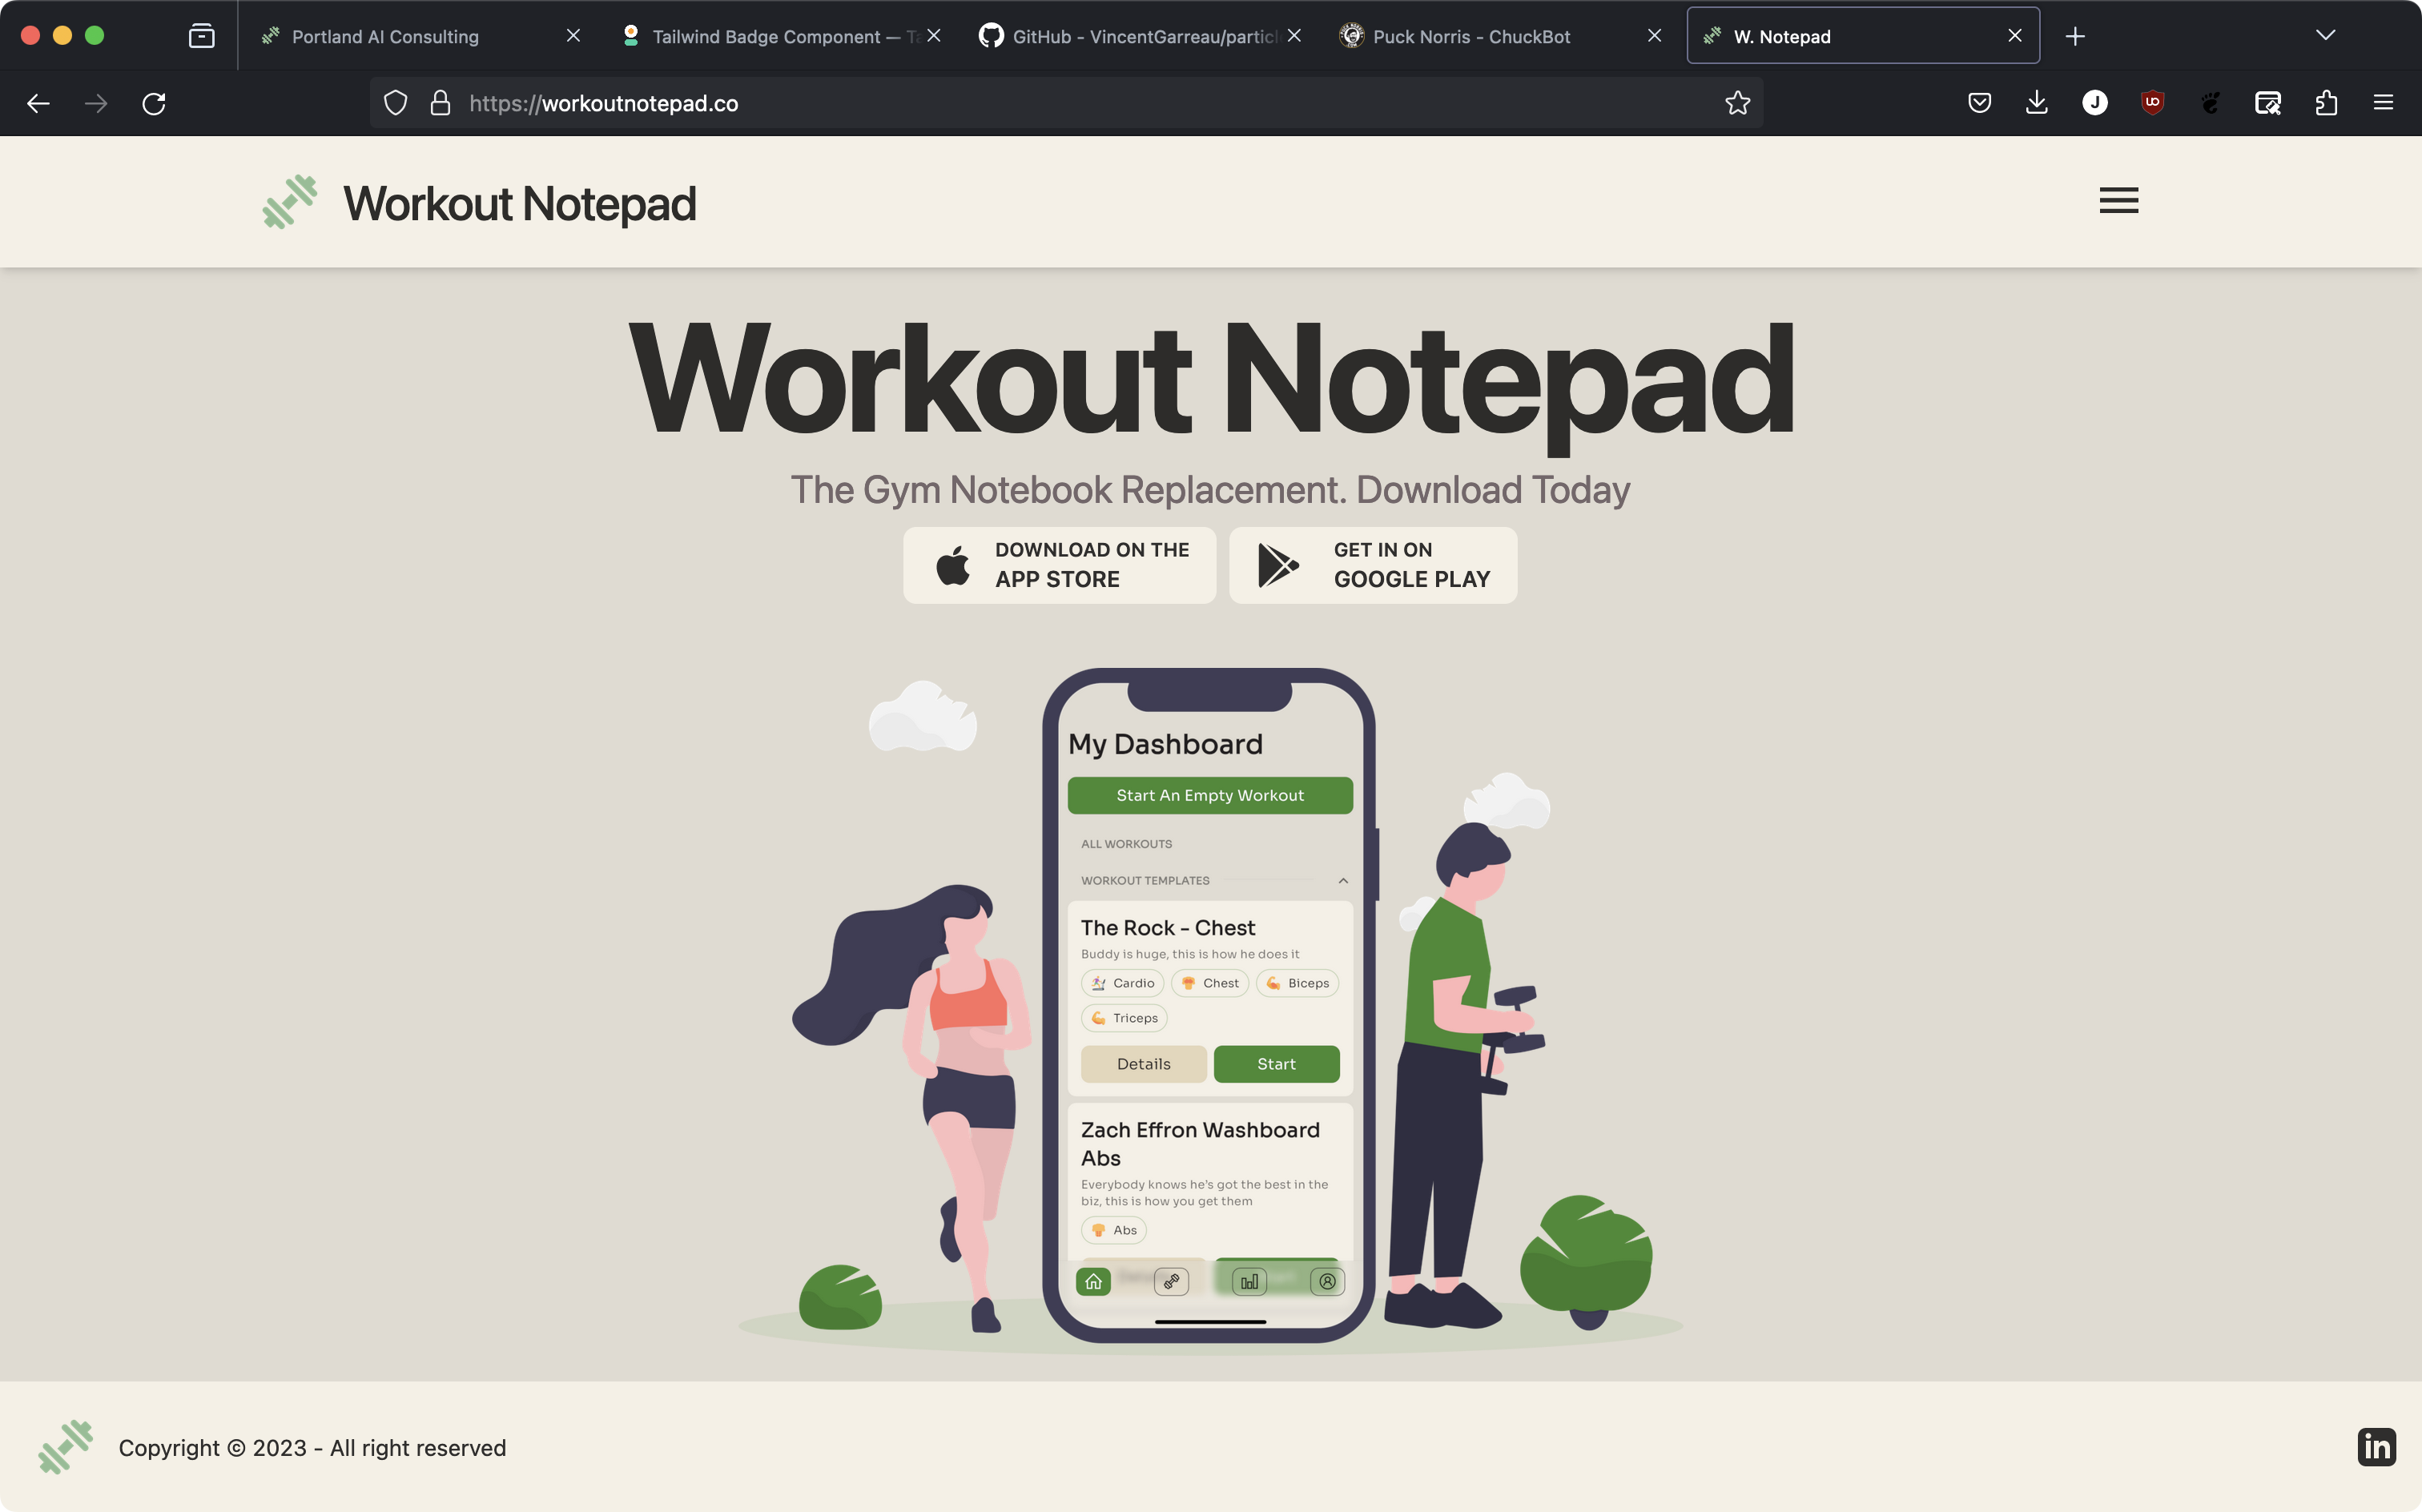 Portland AI Consulting
Tailwind Badge Component — Ta
GitHub - VincentGarreau/particl
Puck Norris - ChuckBot
W. Notepad
https://workoutnotepad.co
J
UO
Workout Notepad
Workout Notepad
The Gym Notebook Replacement. Download Today
DOWNLOAD ON THE
APP STORE
GET IN ON
GOOGLE PLAY
My Dashboard
Start An Empty Workout
ALL WORKOUTS
WORKOUT TEMPLATES
The Rock - Chest
Buddy is huge, this is how he does it
Cardio Chest Biceps
Triceps
Details Start
Zach Effron Washboard
Abs
Everybody knows he's got the best in the
biz, this is how you get them
Abs
Copyright © 2023 - All right reserved
in